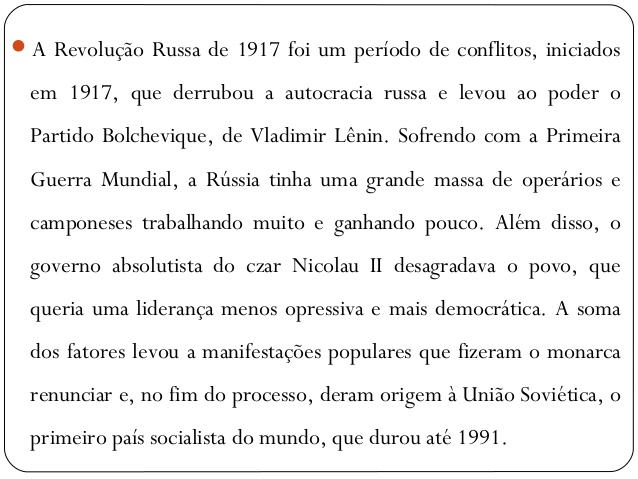 A Revolução Russa de 1917 foi um período de conflitos, iniciados
em 1917, que derrubou a autocracia russa e levou ao poder o
Partido Bolchevique, de Vladimir Lênin. Sofrendo com a Primeira
Guerra Mundial, a Rússia tinha uma grande massa de operários e
camponeses trabalhando muito e ganhando pouco. Além disso, o
governo absolutista do czar Nicolau II desagradava o povo, que
queria uma liderança menos opressiva e mais democrática. A soma
dos fatores levou a manifestações populares que fizeram o monarca
renunciar e, no fim do processo, deram origem à União Soviética, o
primeiro país socialista do mundo, que durou até 1991.